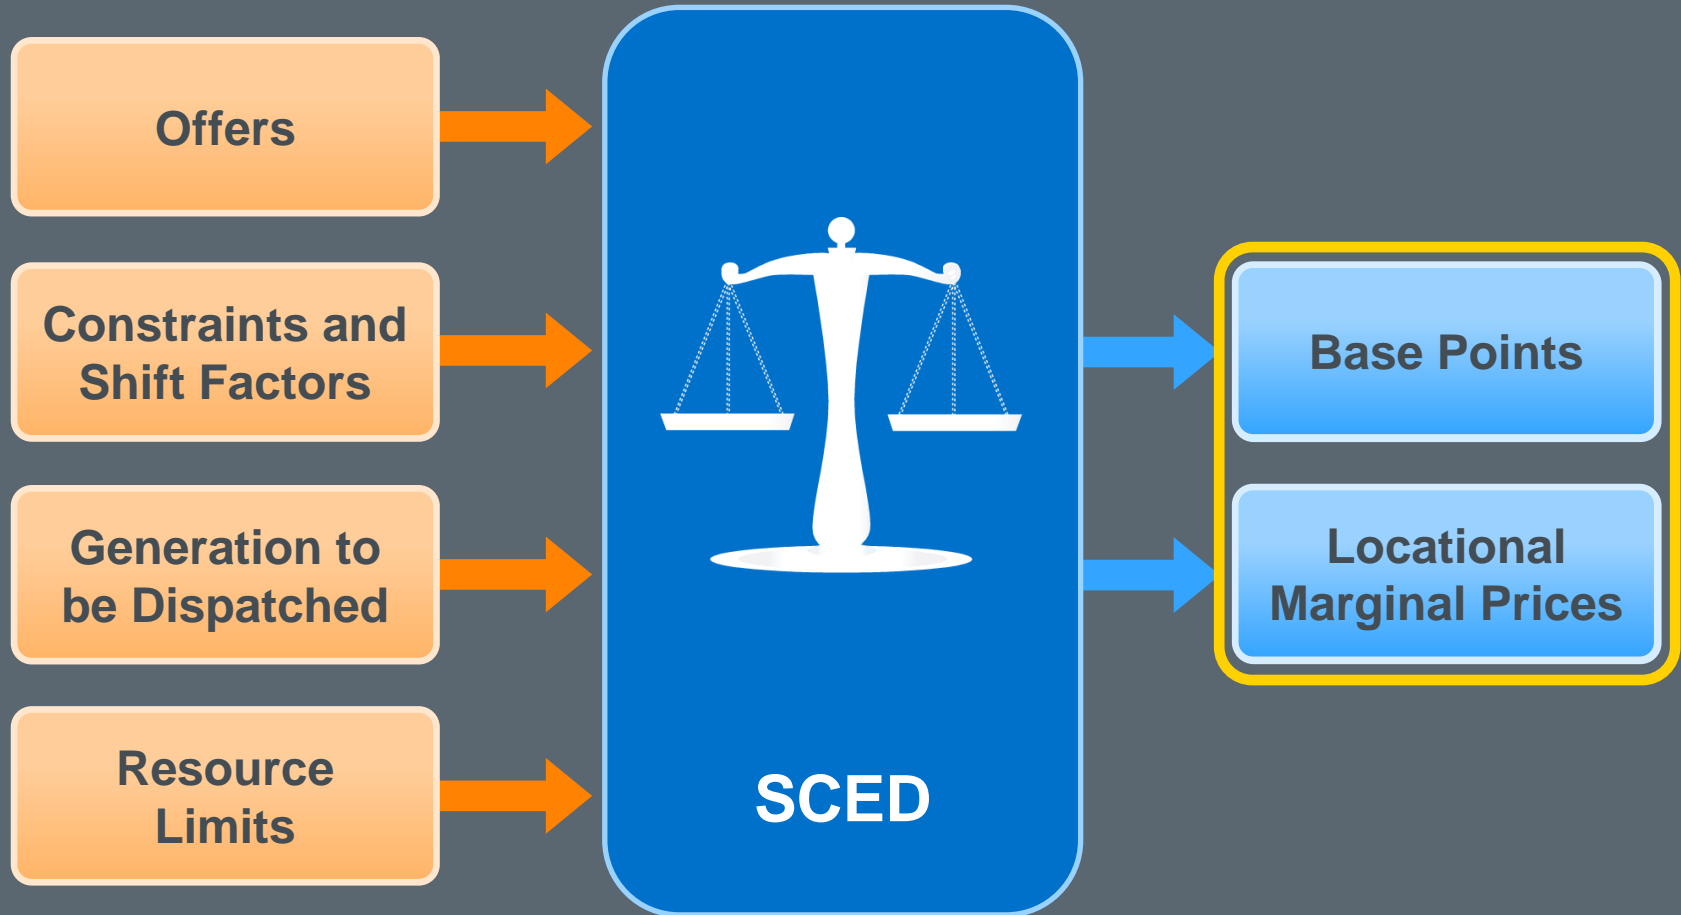 Offers
Constraints and
Shift Factors
Generation to
be Dispatched
Resource
Limits
SCED
Base Points
Locational
Marginal Prices